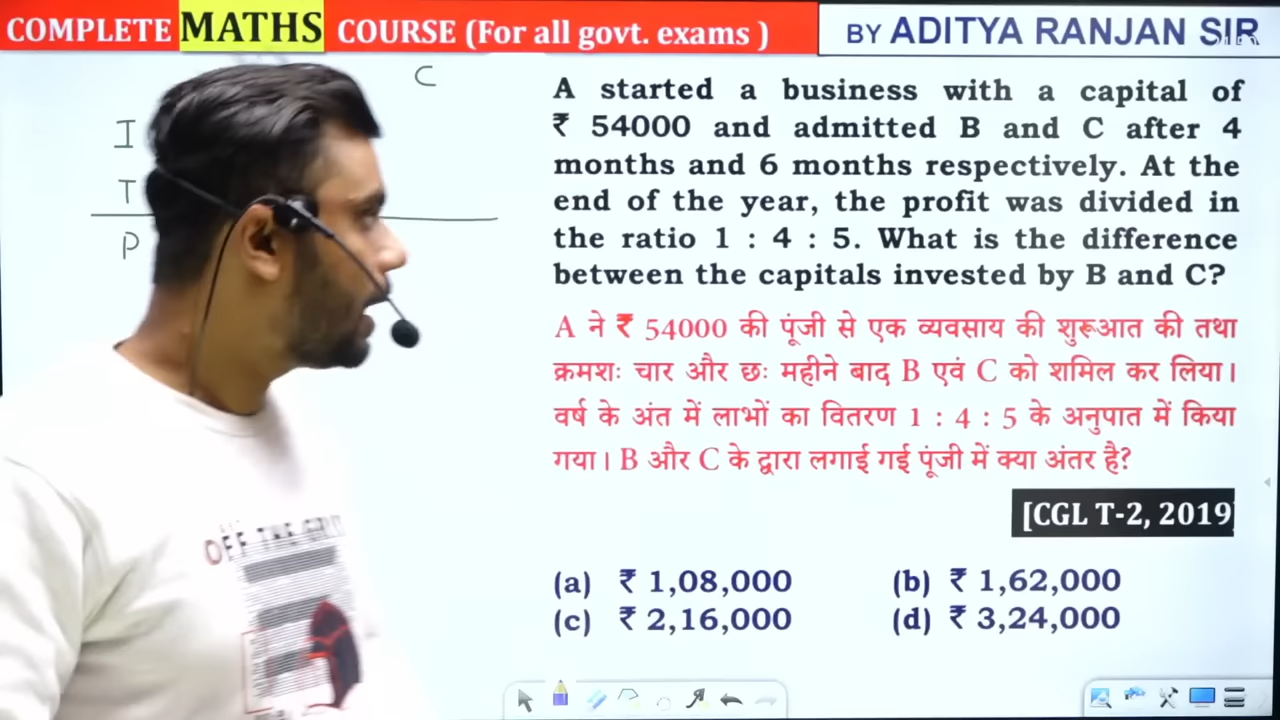 COMPLETE MATHS COURSE (For all govt. exams )
BY ADITYA RANJAN SIR
C
I
T
P
A started a business with a capital of
₹ 54000 and admitted B and C after 4
months and 6 months respectively. At the
end of the year, the profit was divided in
the ratio 1 : 4 : 5. What is the difference
between the capitals invested by B and C?
A ने ₹ 54000 की पूंजी से एक व्यवसाय की शुरूआत की तथा
क्रमशः चार और छः महीने बाद B एवं C को शमिल कर लिया।
वर्ष के अंत में लाभों का वितरण 1 : 4 : 5 के अनुपात में किया
गया। B और C के द्वारा लगाई गई पूंजी में क्या अंतर है?
[CGL T-2, 2019]
(a) ₹ 1,08,000
(b) ₹ 1,62,000
(c) ₹ 2,16,000
(d) ₹ 3,24,000
OFF THE